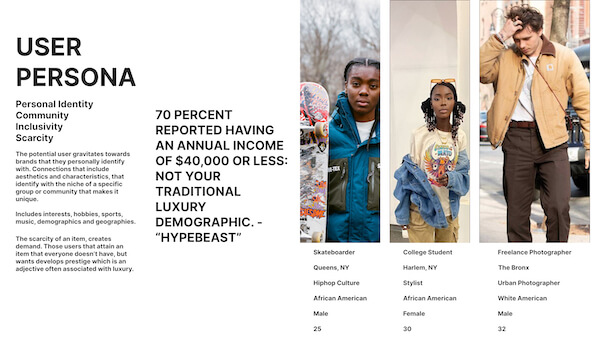 USER
PERSONA
Personal Identity
Community
Inclusivity
Scarcity
The potential user gravitates towards
brands that they personally identify
with. Connections that include
aesthetics and characteristics, that
identify with the niche of a specific
group or community that makes it
unique.
Includes interests, hobbies, sports,
music, demographics and geographies.
The scarcity of an item, creates
demand. Those users that attain an
item that everyone doesn't have, but
wants develops prestige which is an
adjective often associated with luxury.
70 PERCENT
REPORTED HAVING
AN ANNUAL INCOME
OF $40,000 OR LESS:
NOT YOUR
TRADITIONAL
LUXURY
DEMOGRAPHIC. -
“HYPEBEAST”
Skateboarder
Queens, NY
Hiphop Culture
African American
Male
25
College Student
Harlem, NY
Stylist
African American
Female
30
Freelance Photographer
The Bronx
Urban Photographer
White American
Male
32